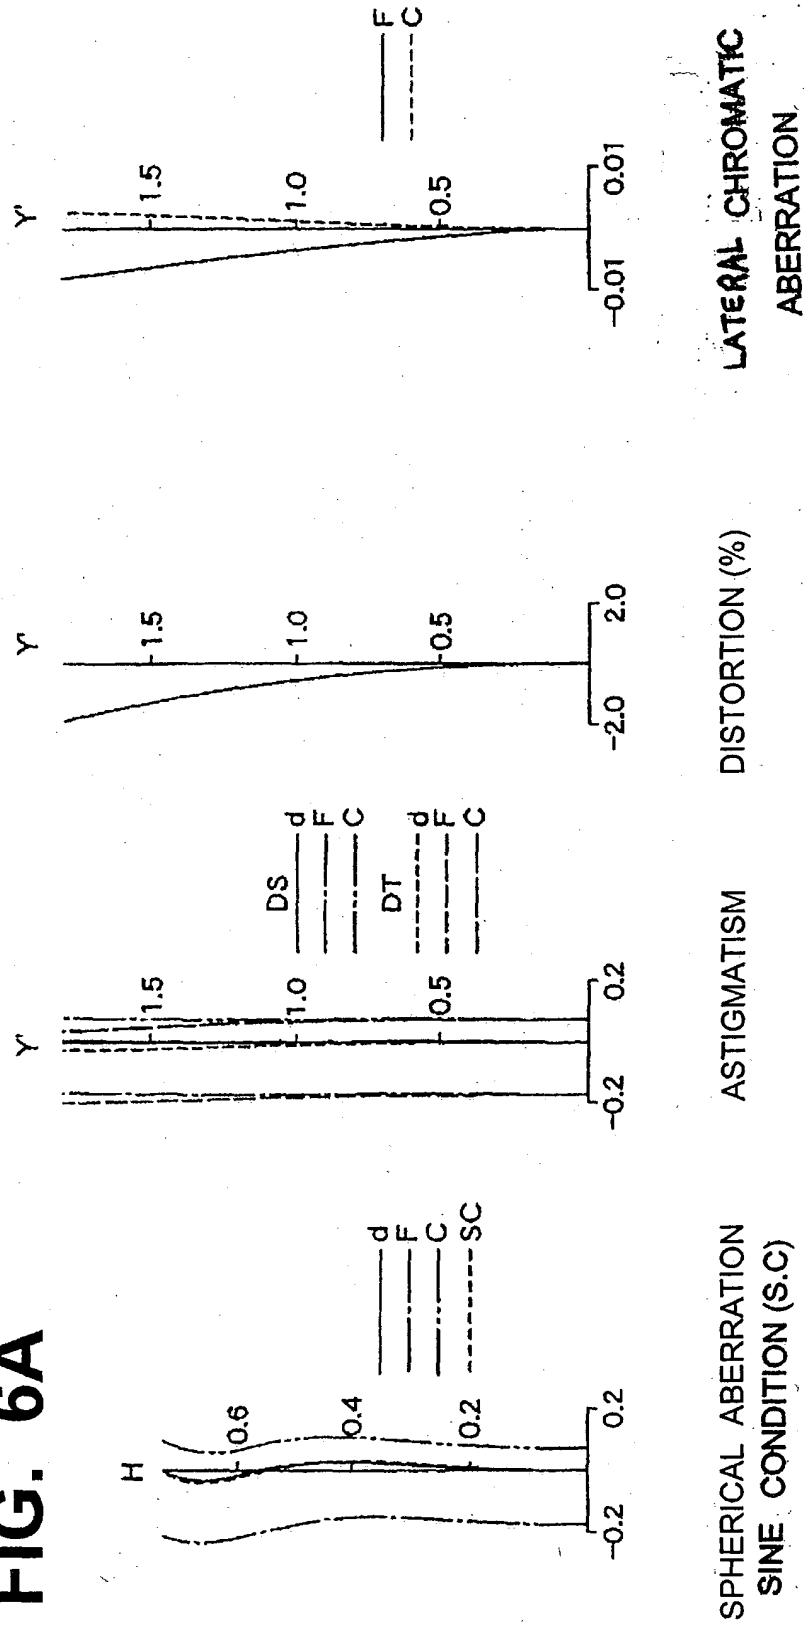 FIG. 6A
H
0.6
0.4
0.2
-0.2
0.2
d
F
C
SC
SPHERICAL ABERRATION
SINE CONDITION (S.C)
Y'
1.5
1.0
0.5
-0.2
0.2
DS
d
F
C
DT
d
F
C
ASTIGMATISM
Y'
1.5
1.0
0.5
-2.0
2.0
DISTORTION (%)
Y'
1.5
1.0
0.5
-0.01
0.01
F
C
LATERAL CHROMATIC
ABERRATION